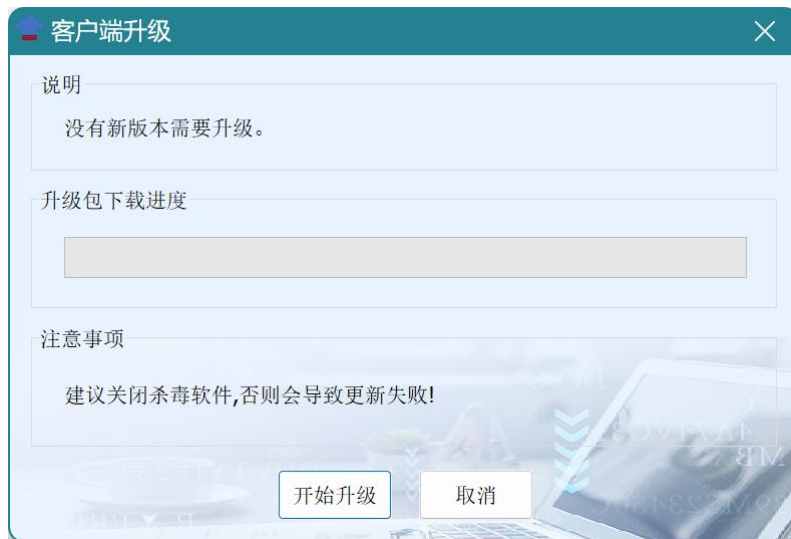 客户端升级
说明
没有新版本需要升级。
升级包下载进度
注意事项
建议关闭杀毒软件,否则会导致更新失败!
开始升级
取消